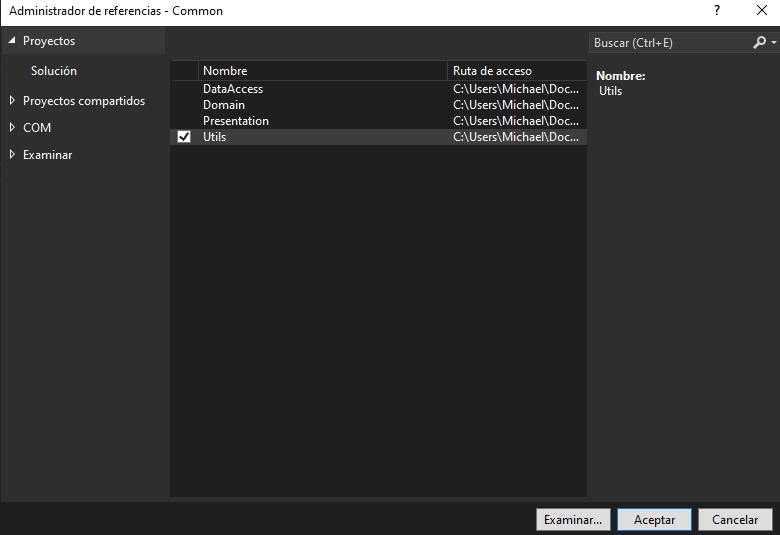 Administrador de referencias - Common
?
Proyectos
Solución
Proyectos compartidos
COM
Examinar
Nombre Ruta de acceso
DataAccess C:\Users\Michael\Doc...
Domain C:\Users\Michael\Doc...
Presentation C:\Users\Michael\Doc...
Utils C:\Users\Michael\Doc...
Buscar (Ctrl+E)
Nombre:
Utils
Examinar... Aceptar Cancelar